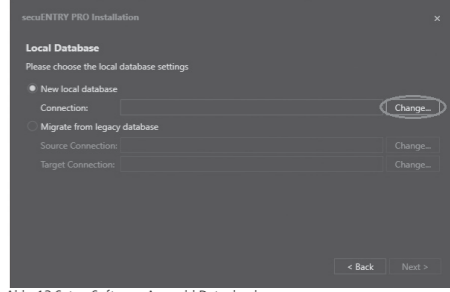 secuENTRY PRO Installation
×
Local Database
Please choose the local database settings
New local database
Connection:
Change...
Migrate from legacy database
Source Connection:
Change...
Target Connection:
Change...
< Back
Next >